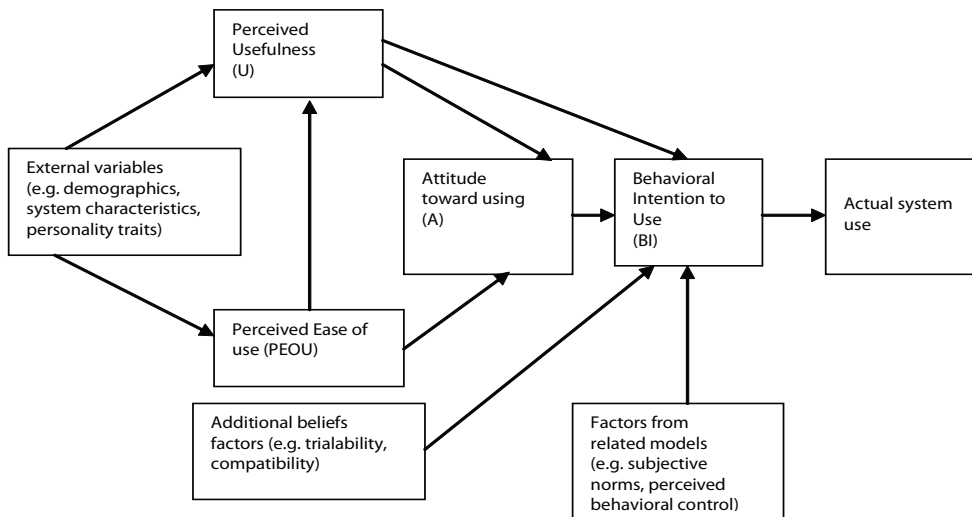 Perceived
Usefulness
(U)
External variables
(e.g. demographics,
system characteristics,
personality traits)
Attitude
toward using
(A)
Behavioral
Intention to
Use
(BI)
Actual system
use
Perceived Ease of
use (PEOU)
Additional beliefs
factors (e.g. trialability,
compatibility)
Factors from
related models
(e.g. subjective
norms, perceived
behavioral control)